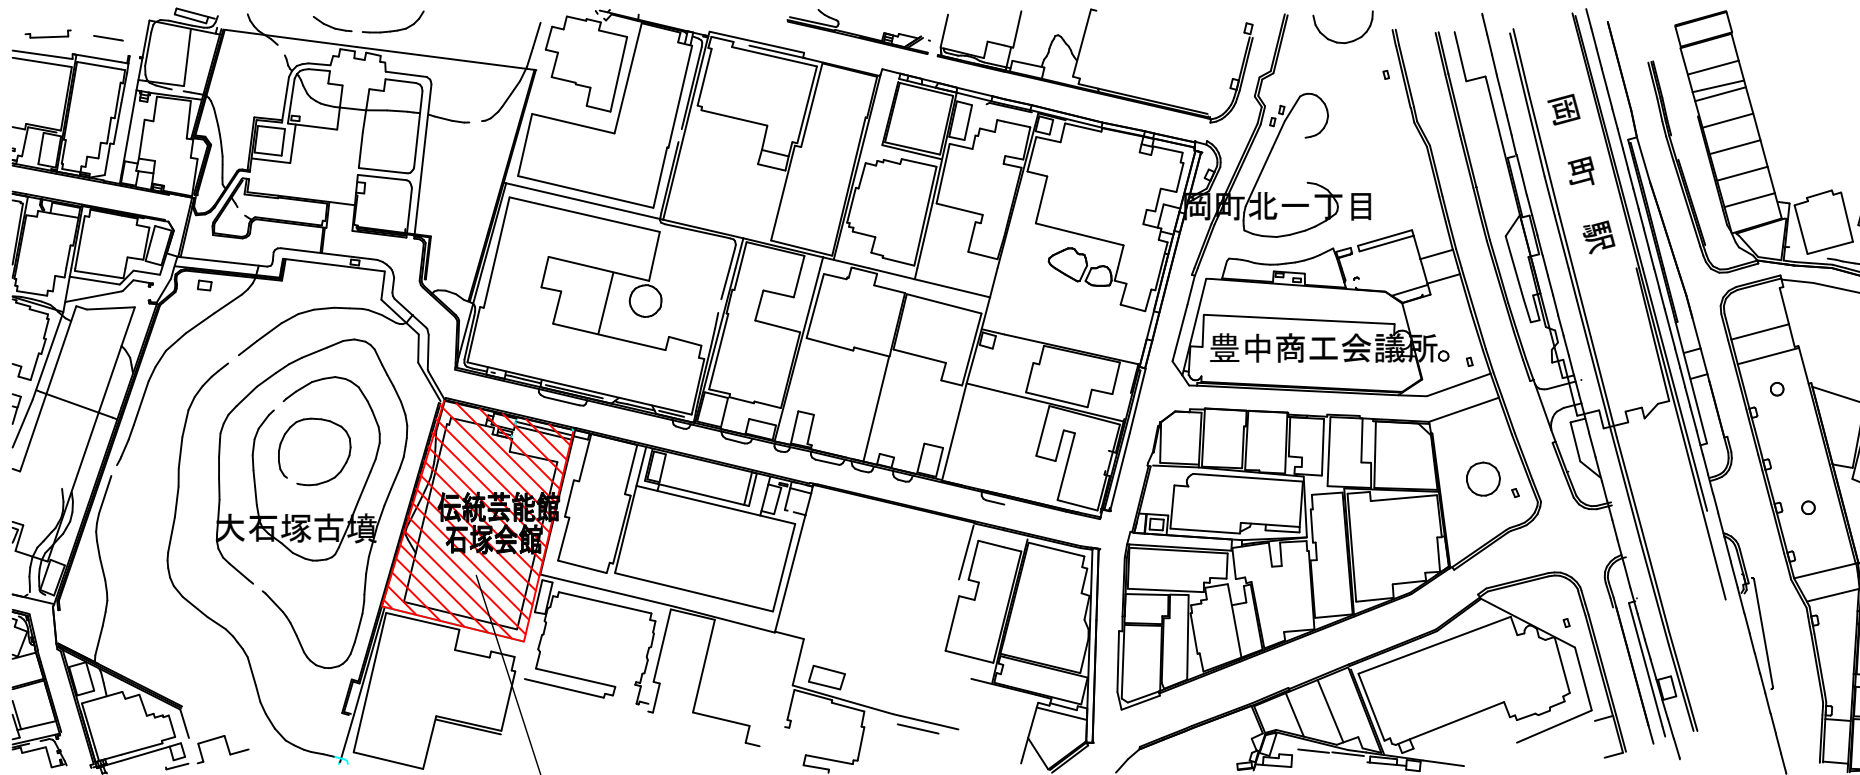 岡町駅
岡町北一丁目
豊中商工会議所
伝統芸能館
石塚会館
大石塚古墳